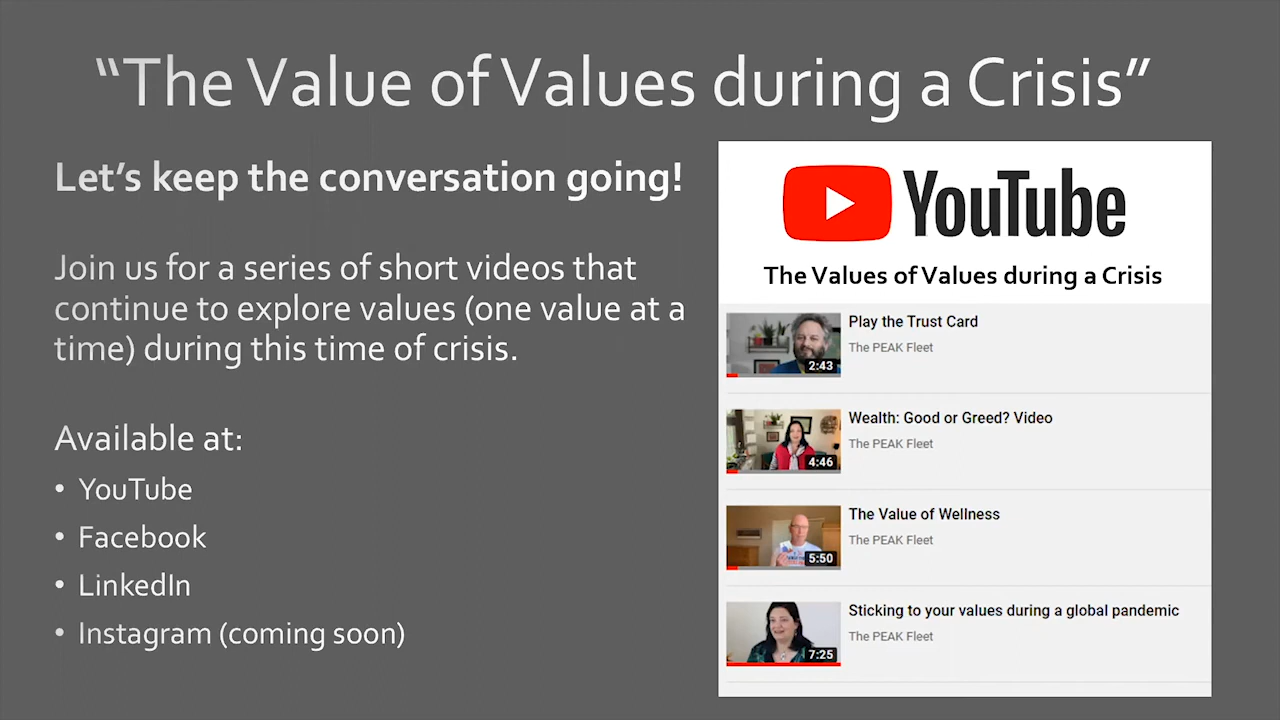 “The Value of Values during a Crisis”
Let’s keep the conversation going!
Join us for a series of short videos that
continue to explore values (one value at a
time) during this time of crisis.
Available at:
• YouTube
• Facebook
• LinkedIn
• Instagram (coming soon)
YouTube
The Values of Values during a Crisis
Play the Trust Card
The PEAK Fleet
2:43
Wealth: Good or Greed? Video
The PEAK Fleet
4:46
The Value of Wellness
The PEAK Fleet
5:50
Sticking to your values during a global pandemic
The PEAK Fleet
7:25